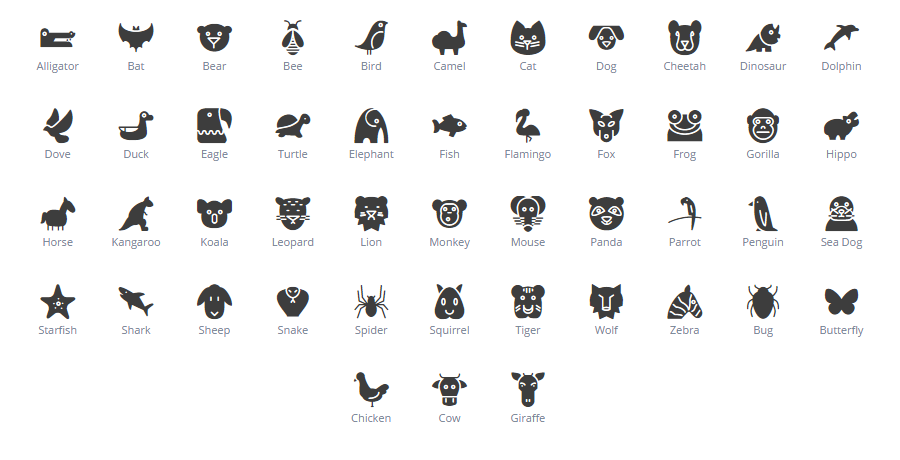 Alligator Bat Bear Bee Bird Camel Cat Dog Cheetah Dinosaur Dolphin
Dove Duck Eagle Turtle Elephant Fish Flamingo Fox Frog Gorilla Hippo
Horse Kangaroo Koala Leopard Lion Monkey Mouse Panda Parrot Penguin Sea Dog
Starfish Shark Sheep Snake Spider Squirrel Tiger Wolf Zebra Bug Butterfly
Chicken Cow Giraffe